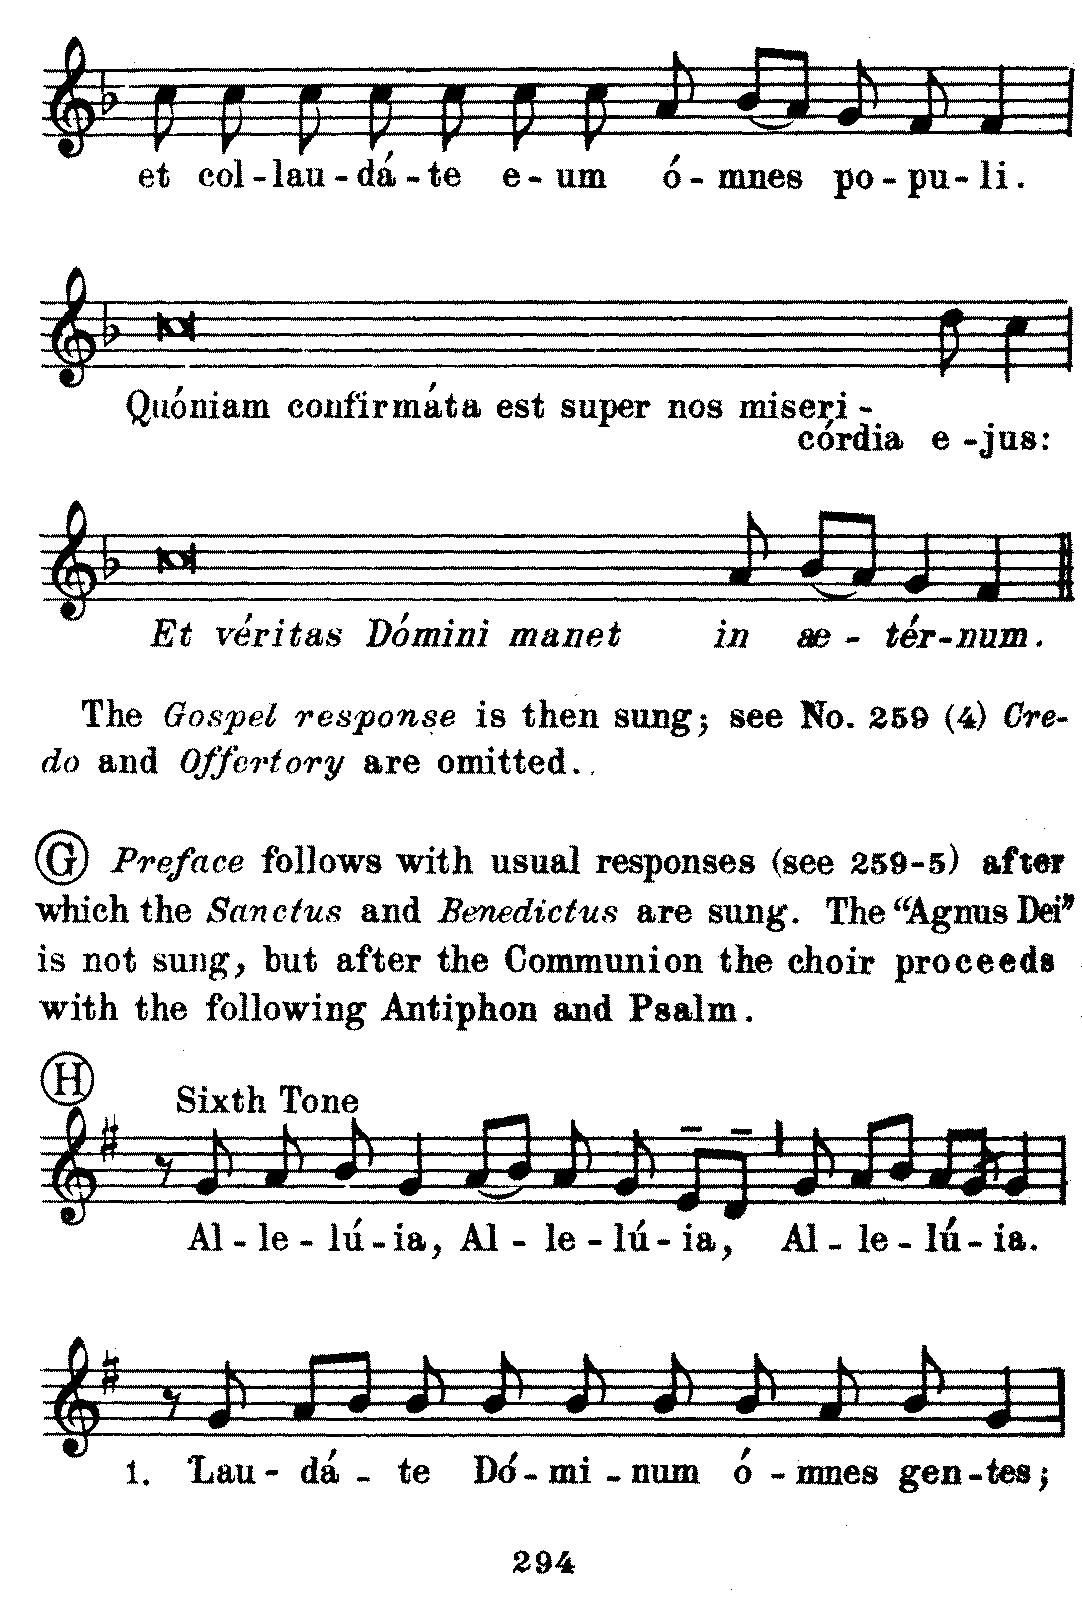 et col-lau-dá-te e-um ó-mnes po-pu-li.
Quóniam confirmáta est super nos miseri-
córdia e-jus:
Et véritas Dómini manet in æ-tér-num.
The Gospel response is then sung; see No. 259 (4) Cre-
do and Offertory are omitted.
G Preface follows with usual responses (see 259-5) after
which the Sanctus and Benedictus are sung. The “Agnus Dei”
is not sung, but after the Communion the choir proceeds
with the following Antiphon and Psalm.
H
Sixth Tone
Al-le-lú-ia, Al-le-lú-ia, Al-le-lú-ia.
1. Lau-dá-te Dó-mi-num ó-mnes gen-tes;
294